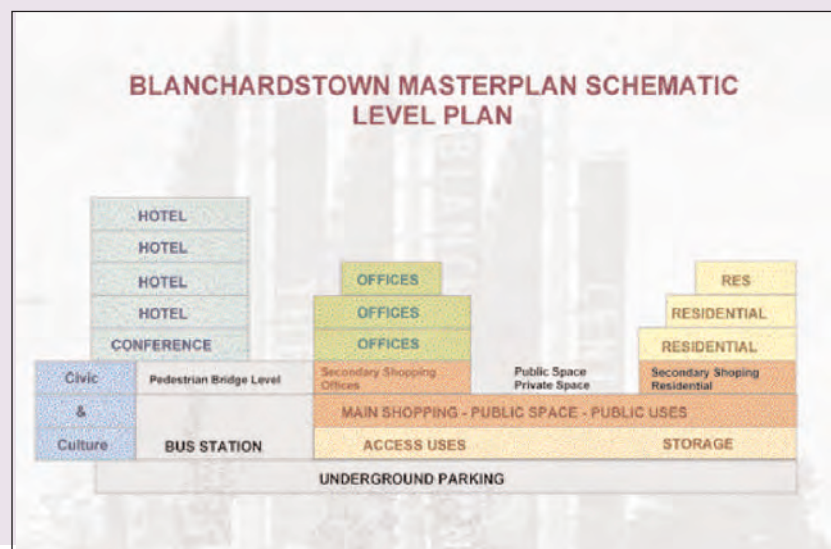 BLANCHARDSTOWN MASTERPLAN SCHEMATIC
LEVEL PLAN
HOTEL
HOTEL
HOTEL
OFFICES
RES
HOTEL
OFFICES
RESIDENTIAL
CONFERENCE
OFFICES
RESIDENTIAL
Civic
Pedestrian Bridge Level
Secondary Shopping
Offices
Public Space
Private Space
Secondary Shoping
Residential
&
MAIN SHOPPING - PUBLIC SPACE - PUBLIC USES
Culture
BUS STATION
ACCESS USES
STORAGE
UNDERGROUND PARKING